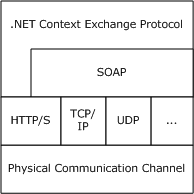 .NET Context Exchange Protocol
SOAP
HTTP/S
TCP/
IP
UDP
...
Physical Communication Channel